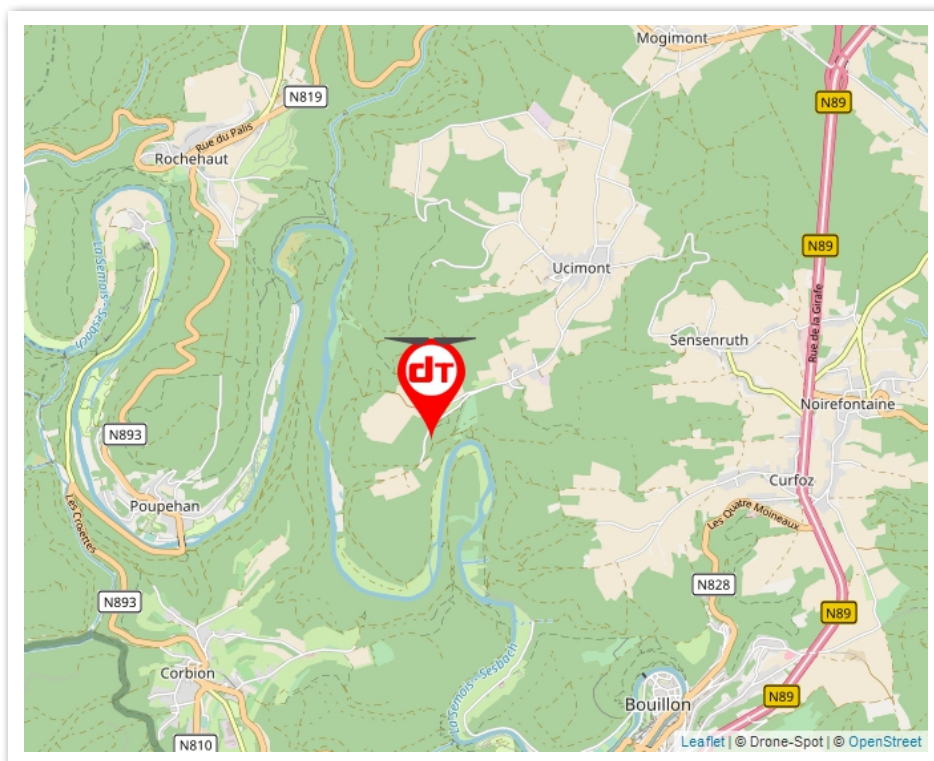 Mogimont
N819
N89
Rue du Palis
Rochehaut
N89
La Semois - Sesbach
Ucimont
Rue de la Girafe
Sensenruth
dT
Noirefontaine
N893
Curfoz
Poupehan
Les Quatre Moineaux
Les Croisettes
N828
N893
N89
La Semois - Sesbach
Corbion
N89
Bouillon
N810
Leaflet | © Drone-Spot | © OpenStreet